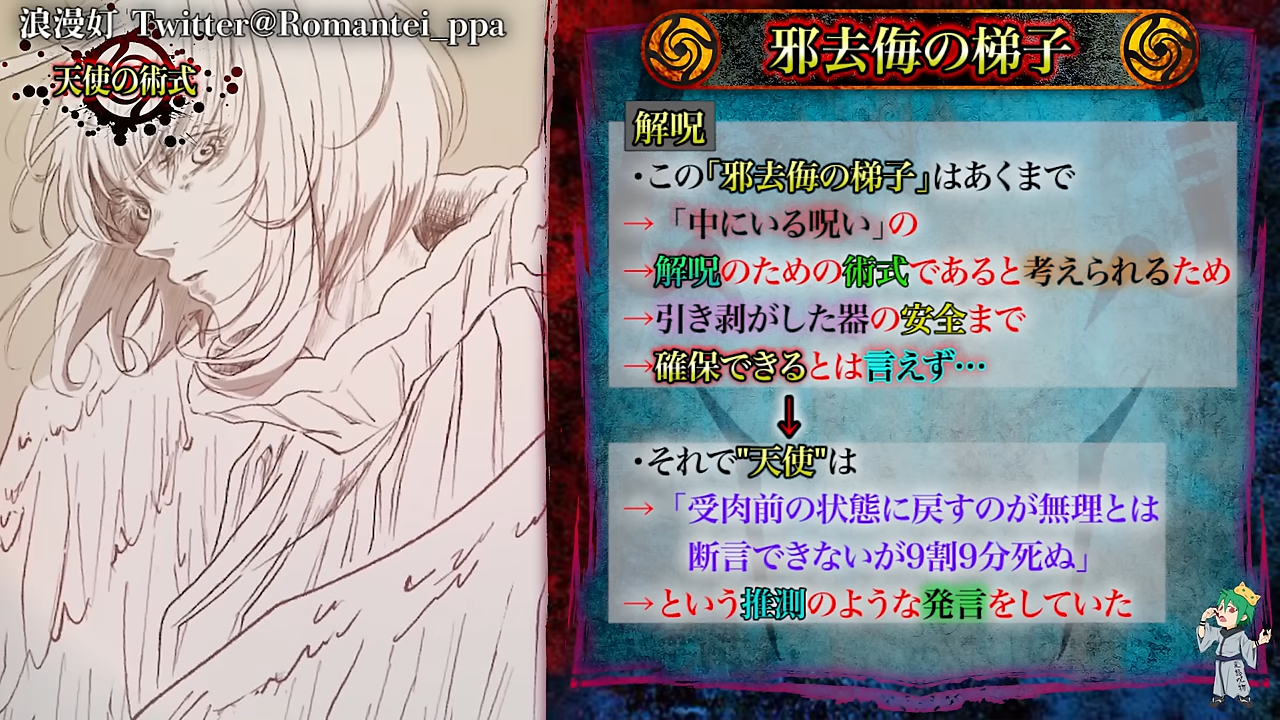 浪漫灯 Twitter@Romantei_ppa
天使の術式
邪去侮の梯子
解呪
・この「邪去侮の梯子」はあくまで
→「中にいる呪い」の
→解呪のための術式であると考えられるため
→引き剥がした器の安全まで
→確保できるとは言えず…
↓
・それで"天使"は
→「受肉前の状態に戻すのが無理とは
断言できないが9割9分死ぬ」
→という推測のような発言をしていた